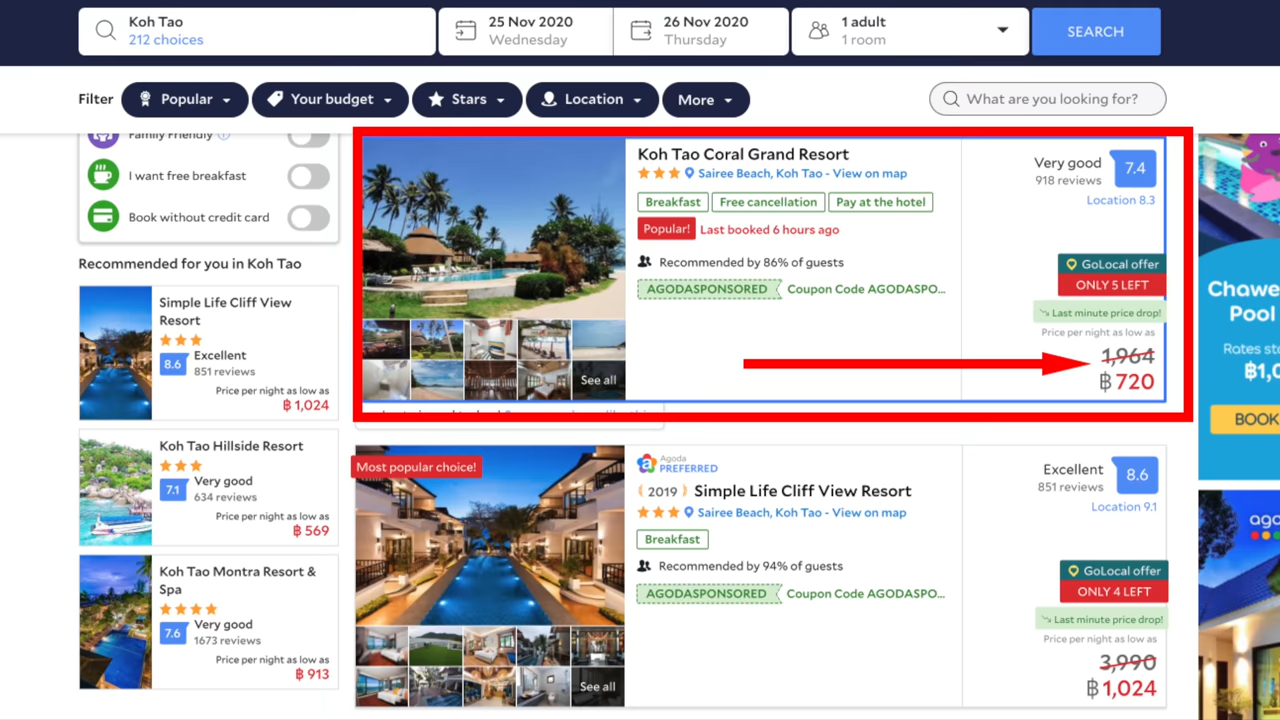 Koh Tao
212 choices
25 Nov 2020
Wednesday
26 Nov 2020
Thursday
1 adult
1 room
SEARCH
Filter
Popular
Your budget
Stars
Location
More
What are you looking for?
Family Friendly
I want free breakfast
Book without credit card
Recommended for you in Koh Tao
Simple Life Cliff View
Resort
8.6
Excellent
851 reviews
Price per night as low as
฿ 1,024
Koh Tao Hillside Resort
7.1
Very good
634 reviews
Price per night as low as
฿ 569
Koh Tao Montra Resort &
Spa
7.6
Very good
1673 reviews
Price per night as low as
฿ 913
Koh Tao Coral Grand Resort
Sairee Beach, Koh Tao - View on map
Breakfast
Free cancellation
Pay at the hotel
Popular!
Last booked 6 hours ago
Recommended by 86% of guests
AGODASPONSORED
Coupon Code AGODASPO...
See all
Very good
918 reviews
7.4
Location 8.3
GoLocal offer
ONLY 5 LEFT
Last minute price drop!
Price per night as low as
1,964
฿ 720
Most popular choice!
See all
Agoda
PREFERRED
2019
Simple Life Cliff View Resort
Sairee Beach, Koh Tao - View on map
Breakfast
Recommended by 94% of guests
AGODASPONSORED
Coupon Code AGODASPO...
Excellent
851 reviews
8.6
Location 9.1
GoLocal offer
ONLY 4 LEFT
Last minute price drop!
Price per night as low as
3,990
฿ 1,024
Chawe
Pool
Rates sta
฿1,0
BOOK
ago